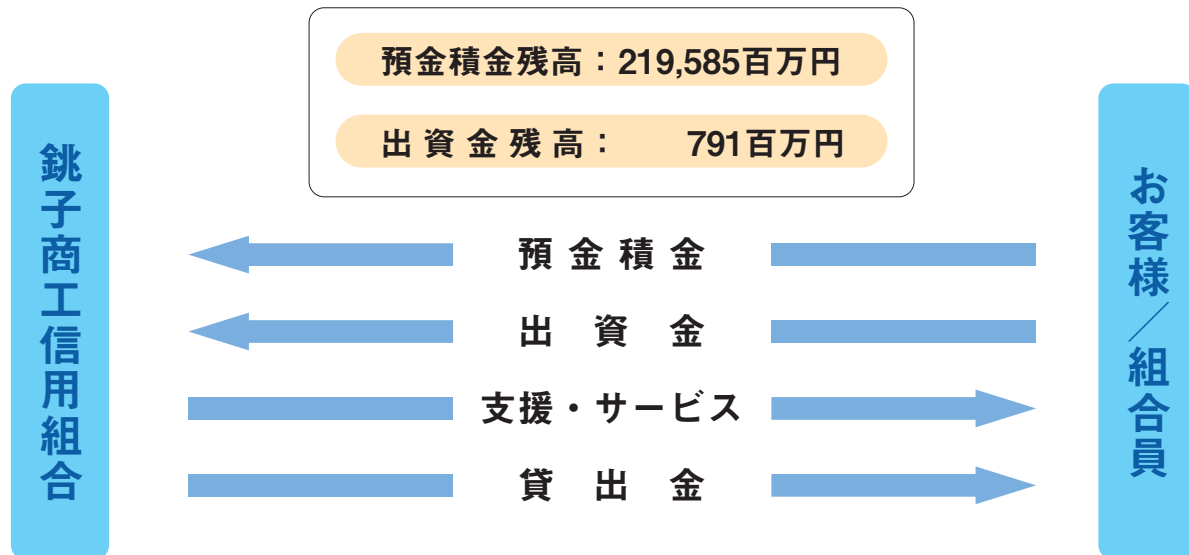 預金積金残高：219,585百万円
出資金残高： 791百万円
銚子商工信用組合
預金積金
出資金
支援・サービス
貸出金
お客様／組合員